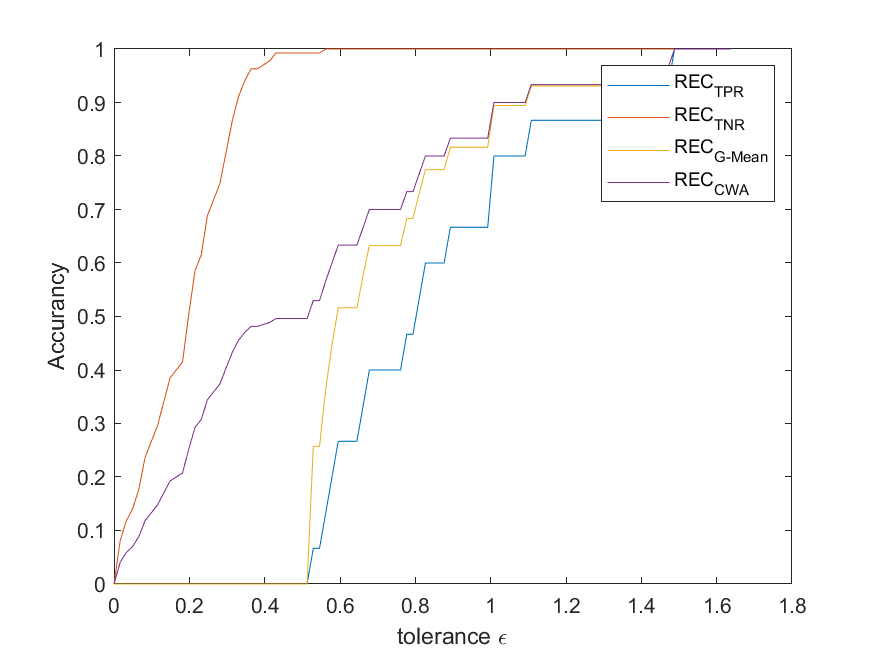 1
0.9
0.8
0.7
0.6
0.5
0.4
0.3
0.2
0.1
0
Accurancy
0 0.2 0.4 0.6 0.8 1 1.2 1.4 1.6 1.8
tolerance ϵ
REC_TPR
REC_TNR
REC_G-Mean
REC_CWA